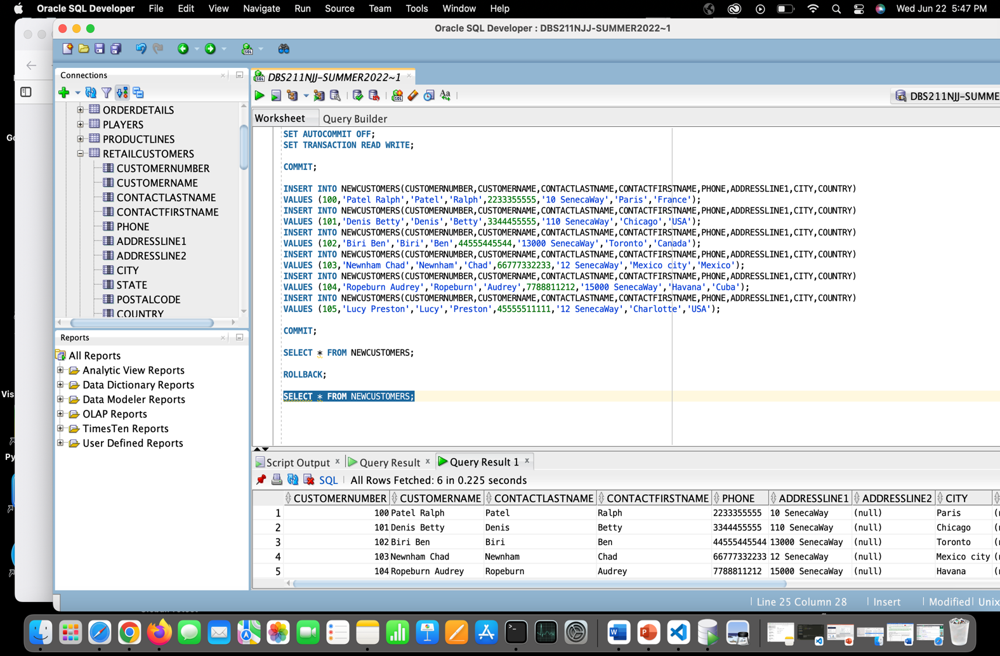 Oracle SQL Developer File Edit View Navigate Run Source Team Tools Window Help Wed Jun 22 5:47 PM
Oracle SQL Developer : DBS211NJJ-SUMMER2022~1
Connections
ORDERDETAILS
PLAYERS
PRODUCTLINES
RETAILCUSTOMERS
CUSTOMERNUMBER
CUSTOMERNAME
CONTACTLASTNAME
CONTACTFIRSTNAME
PHONE
ADDRESSLINE1
ADDRESSLINE2
CITY
STATE
POSTALCODE
COUNTRY
Reports
All Reports
Analytic View Reports
Data Dictionary Reports
Data Modeler Reports
OLAP Reports
TimesTen Reports
User Defined Reports
DBS211NJJ-SUMMER2022~1
DBS211NJJ-SUMME
Worksheet Query Builder
SET AUTOCOMMIT OFF;
SET TRANSACTION READ WRITE;
COMMIT;
INSERT INTO NEWCUSTOMERS(CUSTOMERNUMBER,CUSTOMERNAME,CONTACTLASTNAME,CONTACTFIRSTNAME,PHONE,ADDRESSLINE1,CITY,COUNTRY)
VALUES (100,'Patel Ralph','Patel','Ralph',2233355555,'10 SenecaWay','Paris','France');
INSERT INTO NEWCUSTOMERS(CUSTOMERNUMBER,CUSTOMERNAME,CONTACTLASTNAME,CONTACTFIRSTNAME,PHONE,ADDRESSLINE1,CITY,COUNTRY)
VALUES (101,'Denis Betty','Denis','Betty',3344455555,'110 SenecaWay','Chicago','USA');
INSERT INTO NEWCUSTOMERS(CUSTOMERNUMBER,CUSTOMERNAME,CONTACTLASTNAME,CONTACTFIRSTNAME,PHONE,ADDRESSLINE1,CITY,COUNTRY)
VALUES (102,'Biri Ben','Biri','Ben',44555445544,'13000 SenecaWay','Toronto','Canada');
INSERT INTO NEWCUSTOMERS(CUSTOMERNUMBER,CUSTOMERNAME,CONTACTLASTNAME,CONTACTFIRSTNAME,PHONE,ADDRESSLINE1,CITY,COUNTRY)
VALUES (103,'Newnham Chad','Newnham','Chad',66777332233,'12 SenecaWay','Mexico city','Mexico');
INSERT INTO NEWCUSTOMERS(CUSTOMERNUMBER,CUSTOMERNAME,CONTACTLASTNAME,CONTACTFIRSTNAME,PHONE,ADDRESSLINE1,CITY,COUNTRY)
VALUES (104,'Ropeburn Audrey','Ropeburn','Audrey',7788811212,'15000 SenecaWay','Havana','Cuba');
INSERT INTO NEWCUSTOMERS(CUSTOMERNUMBER,CUSTOMERNAME,CONTACTLASTNAME,CONTACTFIRSTNAME,PHONE,ADDRESSLINE1,CITY,COUNTRY)
VALUES (105,'Lucy Preston','Lucy','Preston',45555511111,'12 SenecaWay','Charlotte','USA');
COMMIT;
SELECT * FROM NEWCUSTOMERS;
ROLLBACK;
SELECT * FROM NEWCUSTOMERS;
Script Output x Query Result x Query Result 1 x
SQL All Rows Fetched: 6 in 0.225 seconds
CUSTOMERNUMBER CUSTOMERNAME CONTACTLASTNAME CONTACTFIRSTNAME PHONE ADDRESSLINE1 ADDRESSLINE2 CITY
1 100 Patel Ralph Patel Ralph 2233355555 10 SenecaWay (null) Paris
2 101 Denis Betty Denis Betty 3344455555 110 SenecaWay (null) Chicago
3 102 Biri Ben Biri Ben 44555445544 13000 SenecaWay (null) Toronto
4 103 Newnham Chad Newnham Chad 66777332233 12 SenecaWay (null) Mexico city
5 104 Ropeburn Audrey Ropeburn Audrey 7788811212 15000 SenecaWay (null) Havana
Line 25 Column 28 Insert Modified Unix
Go
Vis
Py